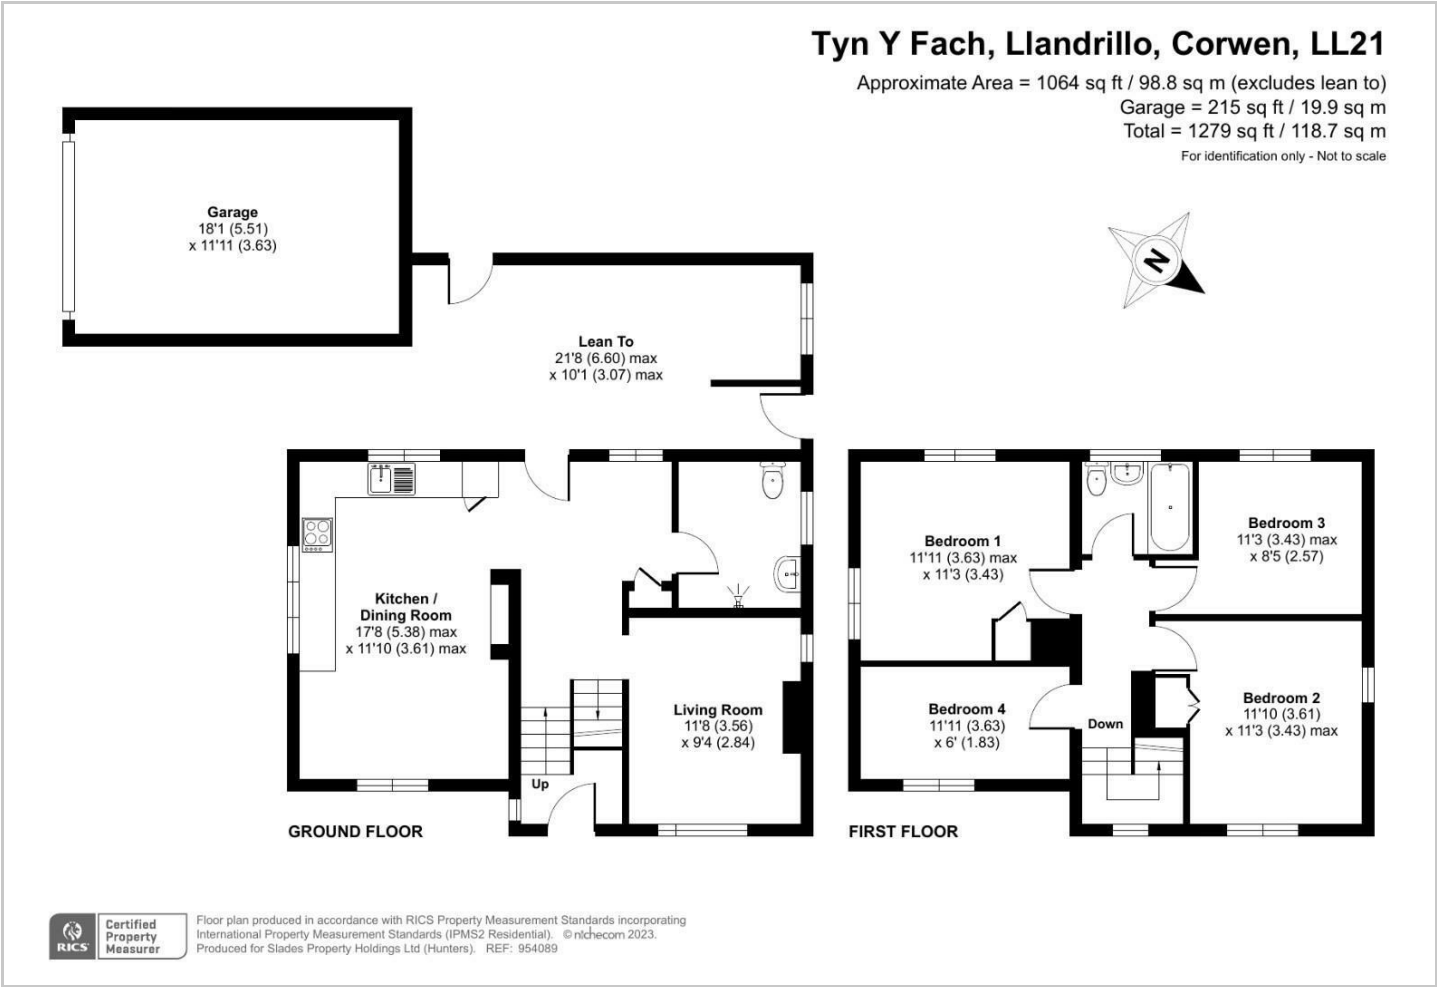 Tyn Y Fach, Llandrillo, Corwen, LL21
Approximate Area = 1064 sq ft / 98.8 sq m (excludes lean to)
Garage = 215 sq ft / 19.9 sq m
Total = 1279 sq ft / 118.7 sq m
For identification only - Not to scale
Garage
18'1 (5.51)
x 11'11 (3.63)
N
Lean To
21'8 (6.60) max
x 10'1 (3.07) max
Kitchen /
Dining Room
17'8 (5.38) max
x 11'10 (3.61) max
Living Room
11'8 (3.56)
x 9'4 (2.84)
Up
GROUND FLOOR
Bedroom 1
11'11 (3.63) max
x 11'3 (3.43)
Bedroom 3
11'3 (3.43) max
x 8'5 (2.57)
Bedroom 4
11'11 (3.63)
x 6' (1.83)
Down
Bedroom 2
11'10 (3.61)
x 11'3 (3.43) max
FIRST FLOOR
RICS
Certified
Property
Measurer
Floor plan produced in accordance with RICS Property Measurement Standards incorporating
International Property Measurement Standards (IPMS2 Residential). © nichecom 2023.
Produced for Slades Property Holdings Ltd (Hunters). REF: 954089